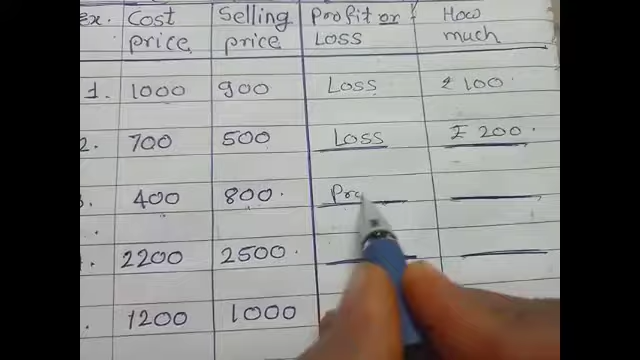 ex. Cost price Selling price Profit or Loss How much
1. 1000 900 Loss ₹ 100.
2. 700 500 Loss ₹ 200.
3. 400 800. Pro
2200 2500.
1200 1000